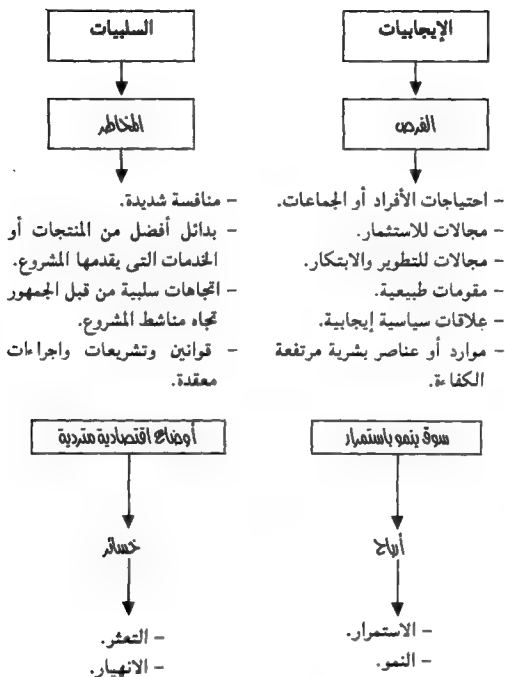 الإيجابيات
الفرص
– احتياجات الأفراد أو الجماعات.
– مجالات للاستثمار.
– مجالات للتطوير والابتكار.
– مقومات طبيعية.
– علاقات سياسية إيجابية.
– موارد أو عناصر بشرية مرتفعة
الكفاءة.
سوق ينمو باستمرار
أرباح
– الاستمرار.
– النمو.
السلبيات
المخاطر
– منافسة شديدة.
– بدائل أفضل من المنتجات أو
الخدمات التى يقدمها المشروع.
– اتجاهات سلبية من قبل الجمهور
تجاه مناشط المشروع.
– قوانين وتشريعات واجراءات
معقدة.
أوضاع اقتصادية متردية
خسائر
– التعثر.
– الانهيار.